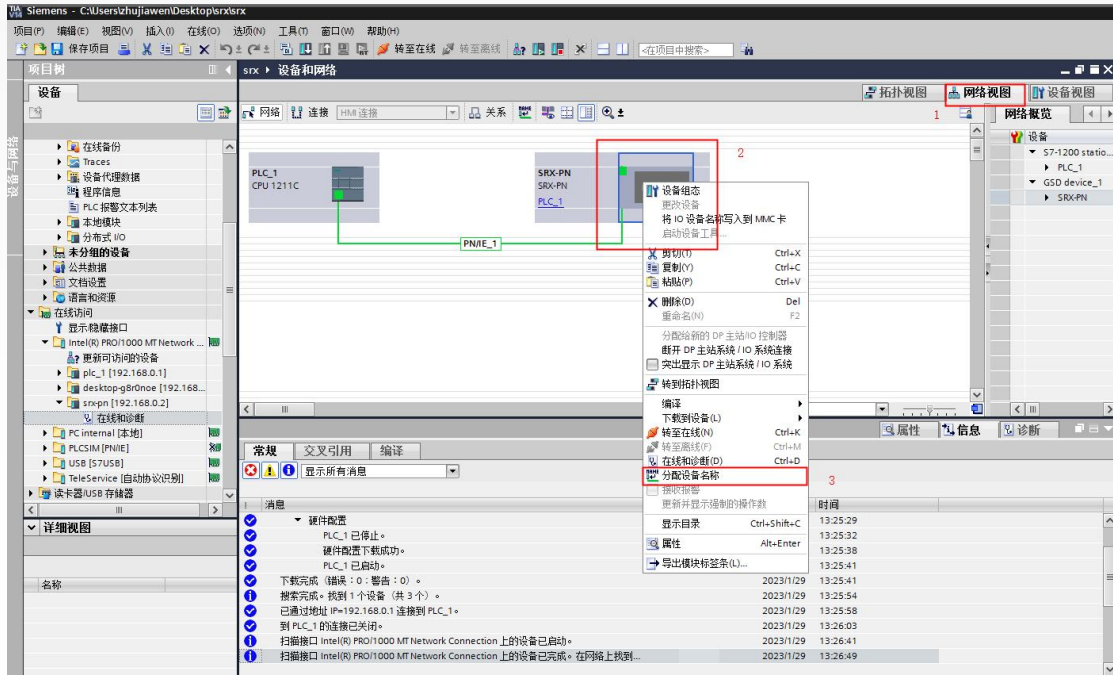 Siemens - C:\Users\zhujiawen\Desktop\srx\srx
项目(P) 编辑(E) 视图(V) 插入(I) 在线(O) 选项(N) 工具(T) 窗口(W) 帮助(H)
保存项目 转至在线 转至离线 <在项目中搜索>
项目树
srx ▸ 设备和网络
设备
拓扑视图 网络视图 设备视图
网络 连接 HMI 连接 关系
1
网络概览
设备与网络
在线备份
Traces
设备代理数据
程序信息
PLC 报警文本列表
本地模块
分布式 I/O
未分组的设备
公共数据
文档设置
语言和资源
在线访问
显示/隐藏接口
Intel(R) PRO/1000 MT Network ...
更新可访问的设备
plc_1 [192.168.0.1]
desktop-g8r0noe [192.168...
srx-pn [192.168.0.2]
在线和诊断
PC internal [本地]
PLCSIM [PN/IE]
USB [S7USB]
TeleService [自动协议识别]
读卡器/USB 存储器
详细视图
名称
PLC_1
CPU 1211C
SRX-PN
SRX-PN
PLC_1
PN/IE_1
2
设备
S7-1200 statio...
PLC_1
GSD device_1
SRX-PN
设备组态
更改设备
将 IO 设备名称写入到 MMC 卡
启动设备工具...
剪切(T) Ctrl+X
复制(Y) Ctrl+C
粘贴(P) Ctrl+V
删除(D) Del
重命名(N) F2
分配给新的 DP 主站/IO 控制器
断开 DP 主站系统 / IO 系统连接
突出显示 DP 主站系统 / IO 系统
转到拓扑视图
编译
下载到设备(L)
转至在线(N) Ctrl+K
转至离线(F) Ctrl+M
在线和诊断(D) Ctrl+D
分配设备名称
3
接收报警
更新并显示强制的操作数
显示目录 Ctrl+Shift+C
属性 Alt+Enter
导出模块标签条(L)...
属性 信息 诊断
常规 交叉引用 编译
显示所有消息
! 消息 时间
硬件配置 13:25:29
PLC_1 已停止。 13:25:32
硬件配置下载成功。 13:25:38
PLC_1 已启动。 13:25:41
下载完成（错误：0；警告：0）。 2023/1/29 13:25:41
搜索完成。找到 1 个设备（共 3 个）。 2023/1/29 13:25:54
已通过地址 IP=192.168.0.1 连接到 PLC_1。 2023/1/29 13:25:58
到 PLC_1 的连接已关闭。 2023/1/29 13:26:03
扫描接口 Intel(R) PRO/1000 MT Network Connection 上的设备已启动。 2023/1/29 13:26:41
扫描接口 Intel(R) PRO/1000 MT Network Connection 上的设备已完成。在网络上找到... 2023/1/29 13:26:49